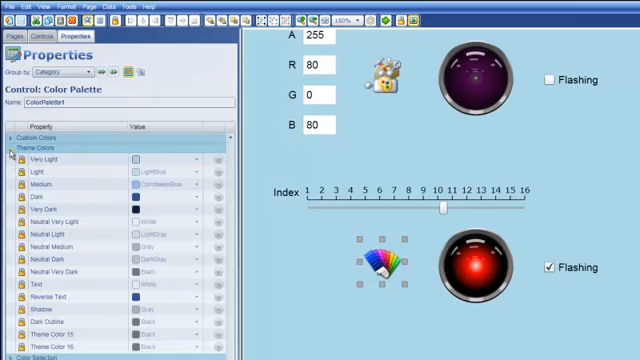 File Edit View Format Page Data Tools Help
150%
Pages Controls Properties
Properties
Group by: Category
Control: Color Palette
Name: ColorPalette1
Property Value
Custom Colors
Theme Colors
Very Light
Light LightBlue
Medium CornflowerBlue
Dark
Very Dark
Neutral Very Light White
Neutral Light LightGray
Neutral Medium Gray
Neutral Dark DarkGray
Neutral Very Dark Black
Text White
Reverse Text
Shadow Gray
Dark Outline Black
Theme Color 15 Black
Theme Color 16 Black
Color Selection
A 255
R 80
G 0
B 80
Flashing
Index 1 2 3 4 5 6 7 8 9 10 11 12 13 14 15 16
Flashing